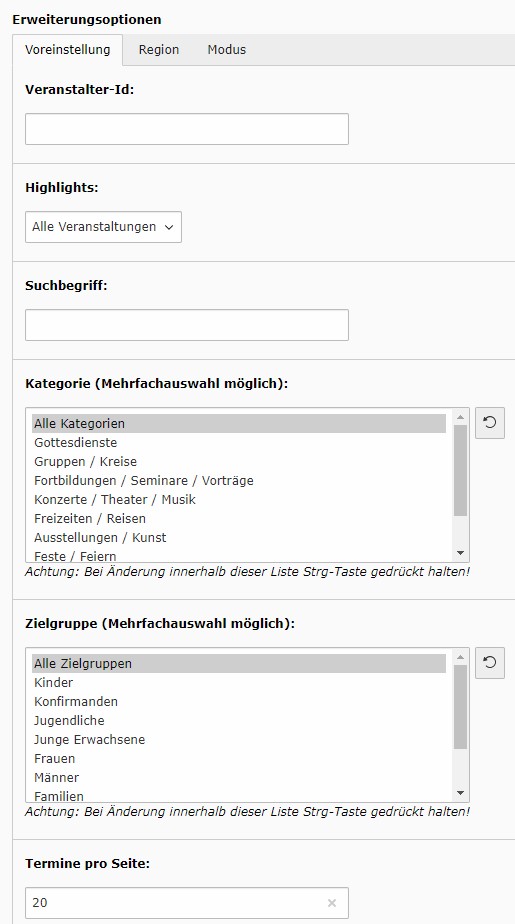 Erweiterungsoptionen
Voreinstellung Region Modus
Veranstalter-Id:
Highlights:
Alle Veranstaltungen
Suchbegriff:
Kategorie (Mehrfachauswahl möglich):
Alle Kategorien
Gottesdienste
Gruppen / Kreise
Fortbildungen / Seminare / Vorträge
Konzerte / Theater / Musik
Freizeiten / Reisen
Ausstellungen / Kunst
Feste / Feiern
Achtung: Bei Änderung innerhalb dieser Liste Strg-Taste gedrückt halten!
Zielgruppe (Mehrfachauswahl möglich):
Alle Zielgruppen
Kinder
Konfirmanden
Jugendliche
Junge Erwachsene
Frauen
Männer
Familien
Achtung: Bei Änderung innerhalb dieser Liste Strg-Taste gedrückt halten!
Termine pro Seite:
20